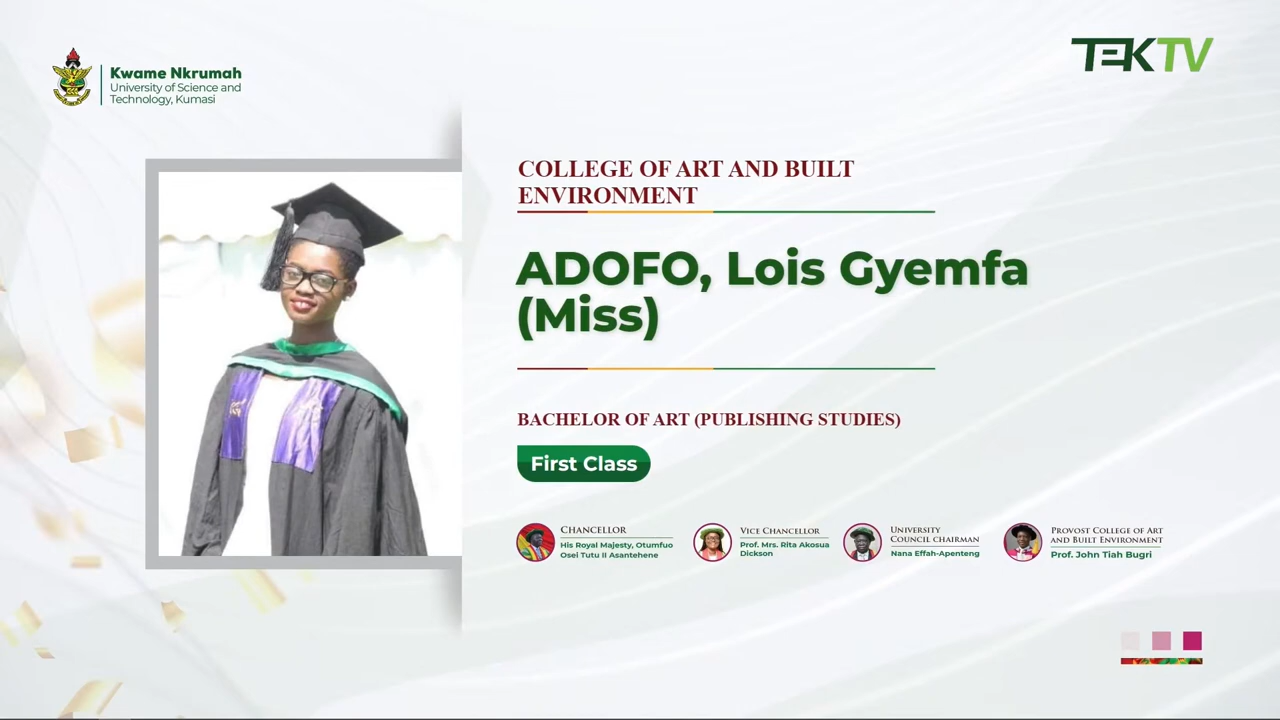 Kwame Nkrumah
University of Science and
Technology, Kumasi
TEKTV
COLLEGE OF ART AND BUILT
ENVIRONMENT
ADOFO, Lois Gyemfa
(Miss)
BACHELOR OF ART (PUBLISHING STUDIES)
First Class
CHANCELLOR
His Royal Majesty, Otumfuo
Osei Tutu II Asantehene
VICE CHANCELLOR
Prof. Mrs. Rita Akosua
Dickson
UNIVERSITY
COUNCIL CHAIRMAN
Nana Effah-Apenteng
PROVOST COLLEGE OF ART
AND BUILT ENVIRONMENT
Prof. John Tiah Bugri